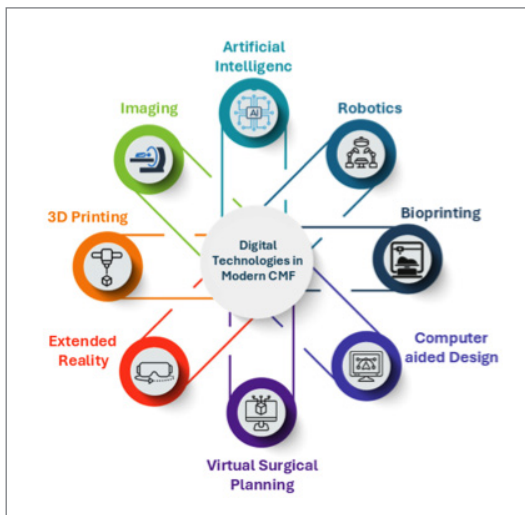 Artificial
Intelligenc
Imaging
Robotics
AI
3D Printing
Bioprinting
Digital
Technologies in
Modern CMF
Extended
Reality
Computer
aided Design
Virtual Surgical
Planning